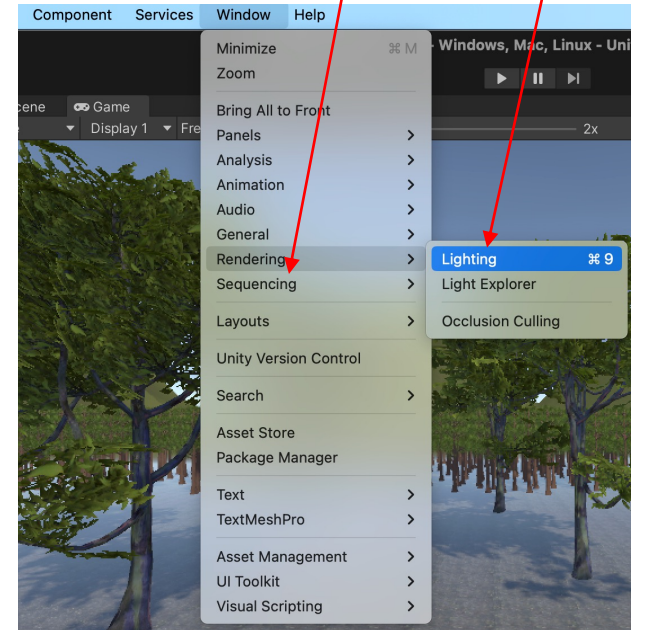 Component Services Window Help
Minimize ⌘ M
- Windows, Mac, Linux - Uni
Zoom
cene Game
Bring All to Front
Display 1 Fre 2x
Panels
Analysis
Animation
Audio
General
Rendering
Lighting ⌘ 9
Sequencing
Light Explorer
Layouts
Occlusion Culling
Unity Version Control
Search
Asset Store
Package Manager
Text
TextMeshPro
Asset Management
UI Toolkit
Visual Scripting